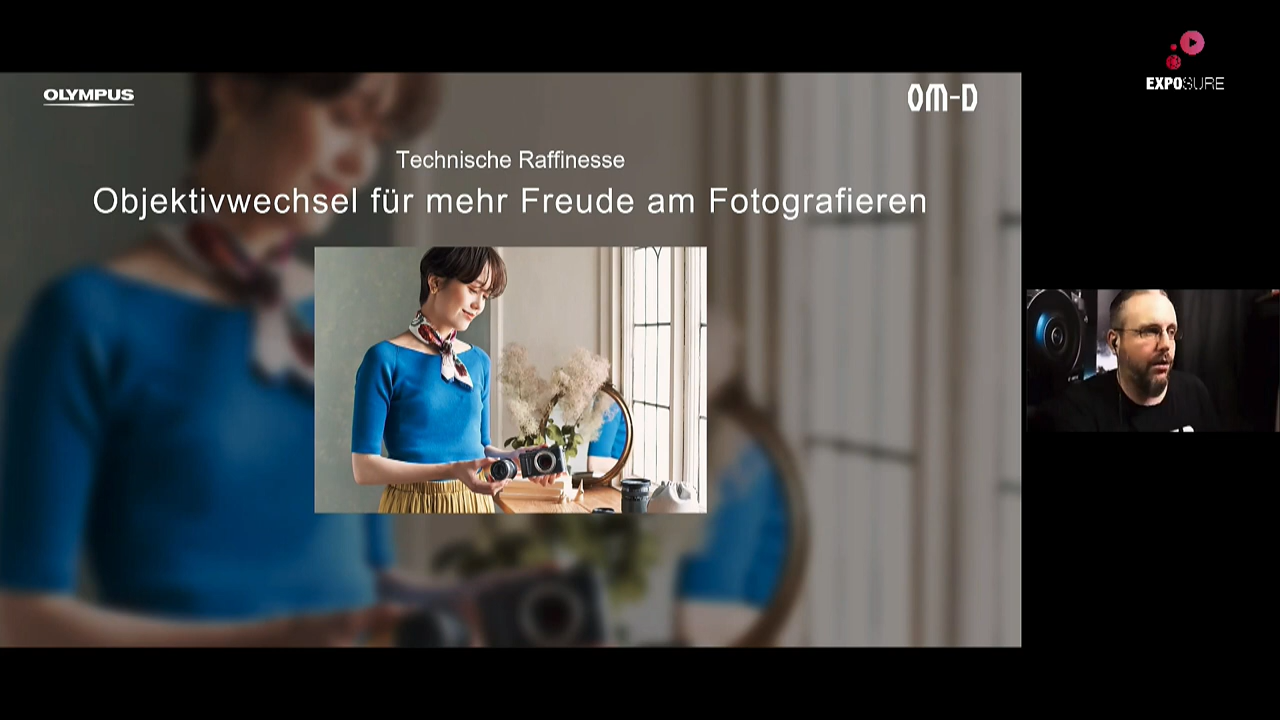 OLYMPUS
OM-D
EXPOSURE
Technische Raffinesse
Objektivwechsel für mehr Freude am Fotografieren